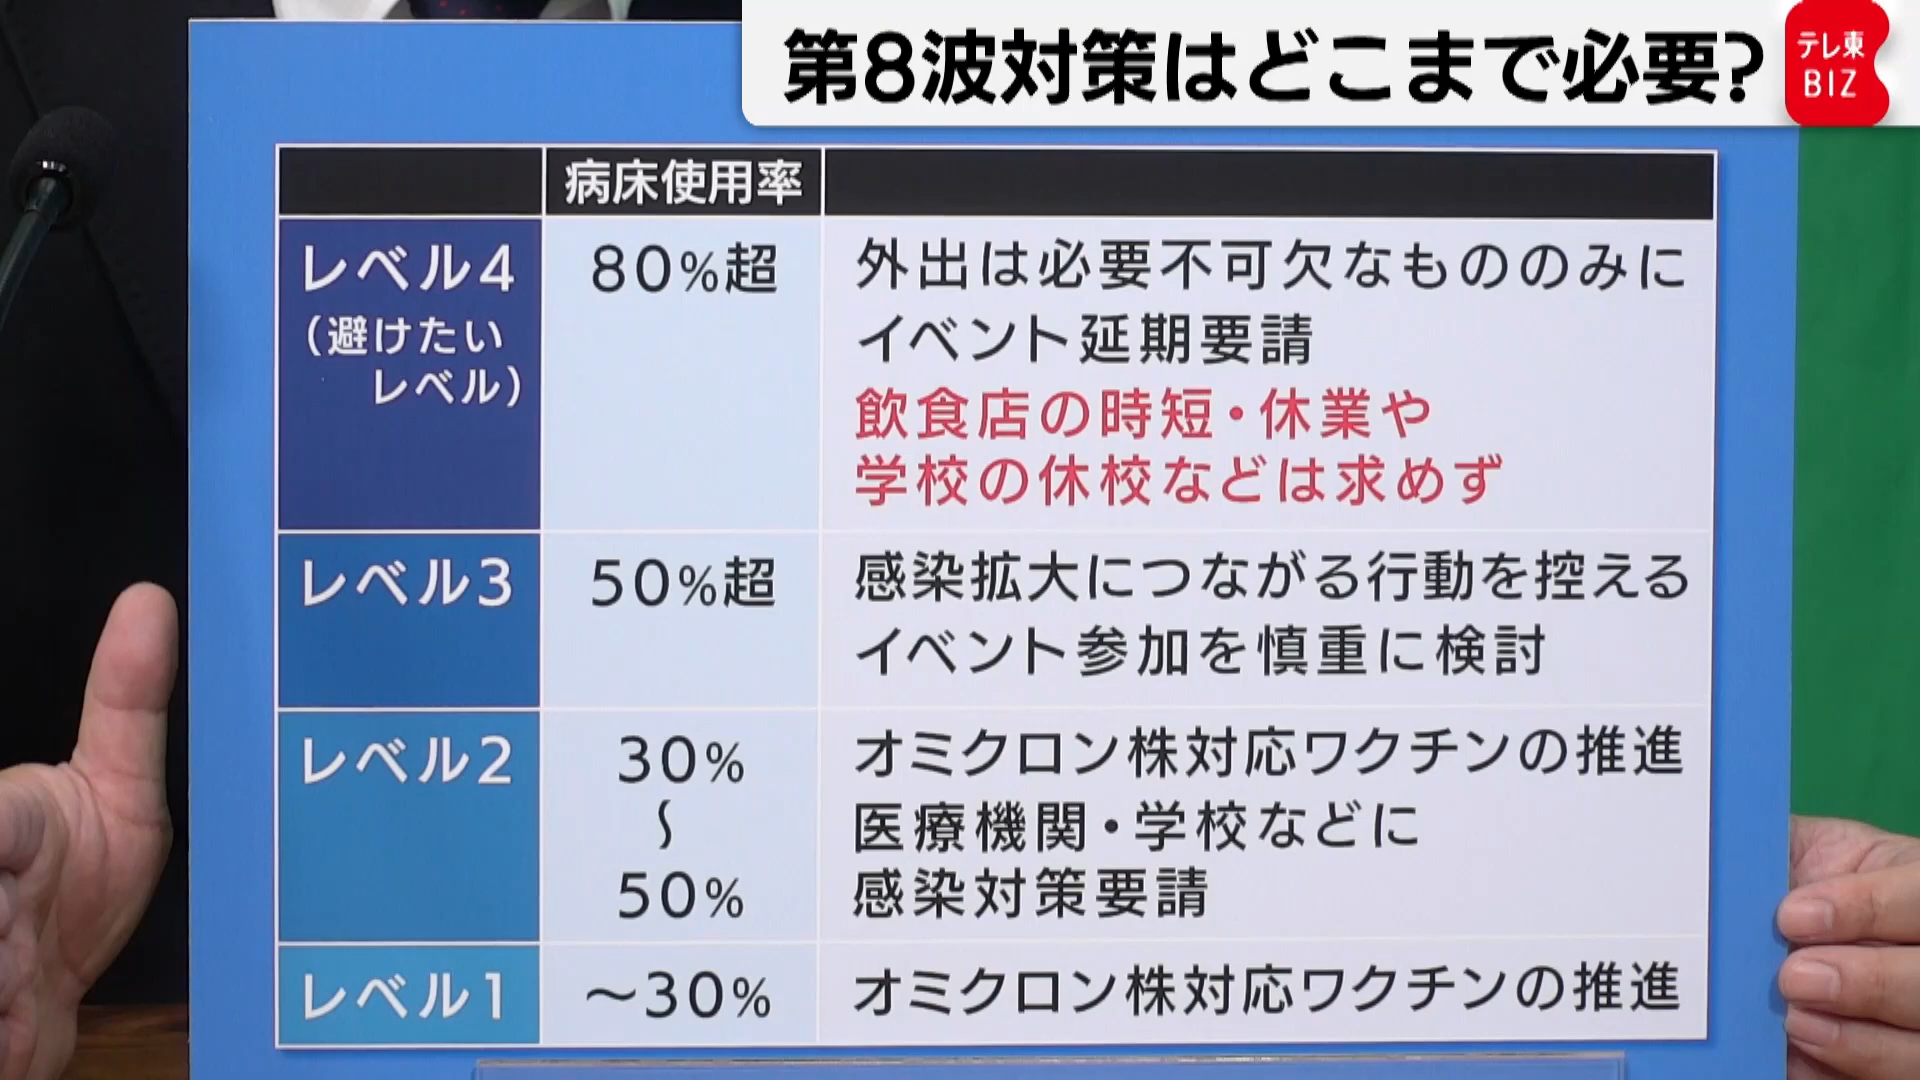 第8波対策はどこまで必要?
テレ東
BIZ
病床使用率
レベル4
(避けたい
レベル)
80%超
外出は必要不可欠なもののみに
イベント延期要請
飲食店の時短・休業や
学校の休校などは求めず
レベル3
50%超
感染拡大につながる行動を控える
イベント参加を慎重に検討
レベル2
30%
〜
50%
オミクロン株対応ワクチンの推進
医療機関・学校などに
感染対策要請
レベル1
〜30%
オミクロン株対応ワクチンの推進